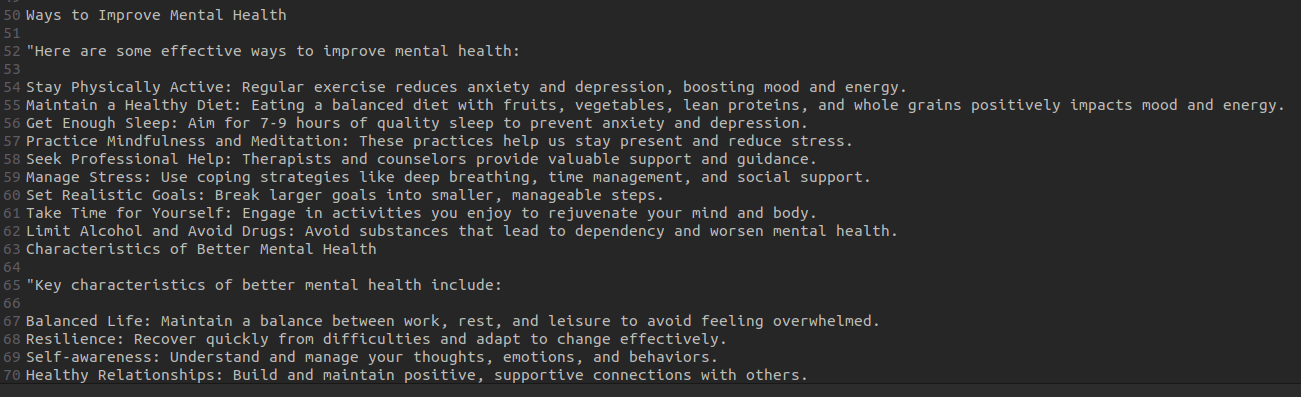 50 Ways to Improve Mental Health
51
52 "Here are some effective ways to improve mental health:
53
54 Stay Physically Active: Regular exercise reduces anxiety and depression, boosting mood and energy.
55 Maintain a Healthy Diet: Eating a balanced diet with fruits, vegetables, lean proteins, and whole grains positively impacts mood and energy.
56 Get Enough Sleep: Aim for 7-9 hours of quality sleep to prevent anxiety and depression.
57 Practice Mindfulness and Meditation: These practices help us stay present and reduce stress.
58 Seek Professional Help: Therapists and counselors provide valuable support and guidance.
59 Manage Stress: Use coping strategies like deep breathing, time management, and social support.
60 Set Realistic Goals: Break larger goals into smaller, manageable steps.
61 Take Time for Yourself: Engage in activities you enjoy to rejuvenate your mind and body.
62 Limit Alcohol and Avoid Drugs: Avoid substances that lead to dependency and worsen mental health.
63 Characteristics of Better Mental Health
64
65 "Key characteristics of better mental health include:
66
67 Balanced Life: Maintain a balance between work, rest, and leisure to avoid feeling overwhelmed.
68 Resilience: Recover quickly from difficulties and adapt to change effectively.
69 Self-awareness: Understand and manage your thoughts, emotions, and behaviors.
70 Healthy Relationships: Build and maintain positive, supportive connections with others.